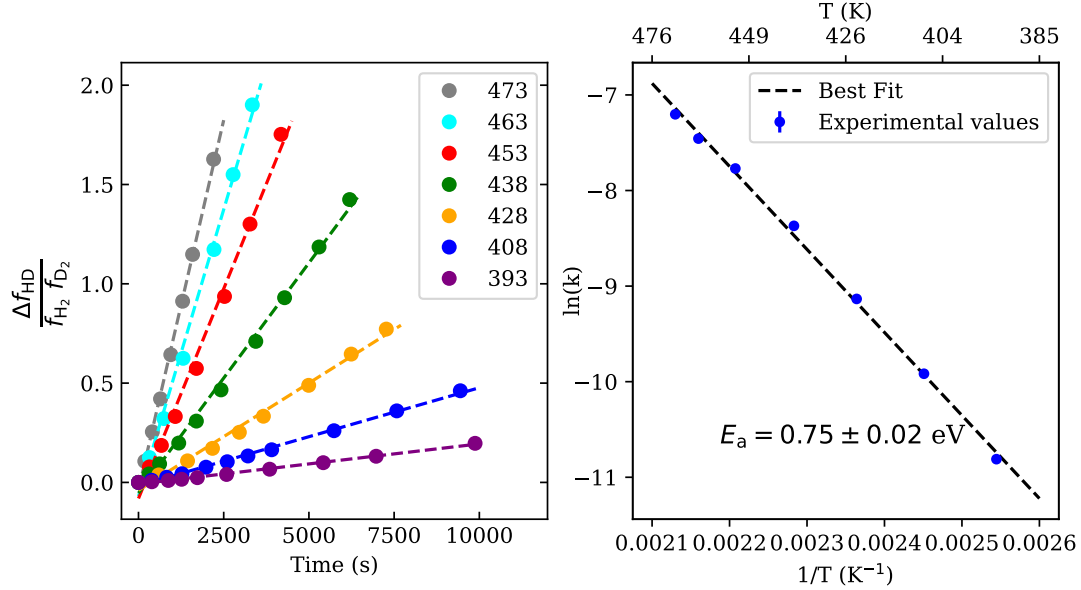 2.0
1.5
1.0
0.5
0.0
Δf_HD
f_H₂ f_D₂
473
463
453
438
428
408
393
0 2500 5000 7500 10000
Time (s)
T (K)
476 449 426 404 385
−7
−8
−9
−10
−11
ln(k)
Best Fit
Experimental values
Eₐ = 0.75 ± 0.02 eV
0.0021 0.0022 0.0023 0.0024 0.0025 0.0026
1/T (K⁻¹)